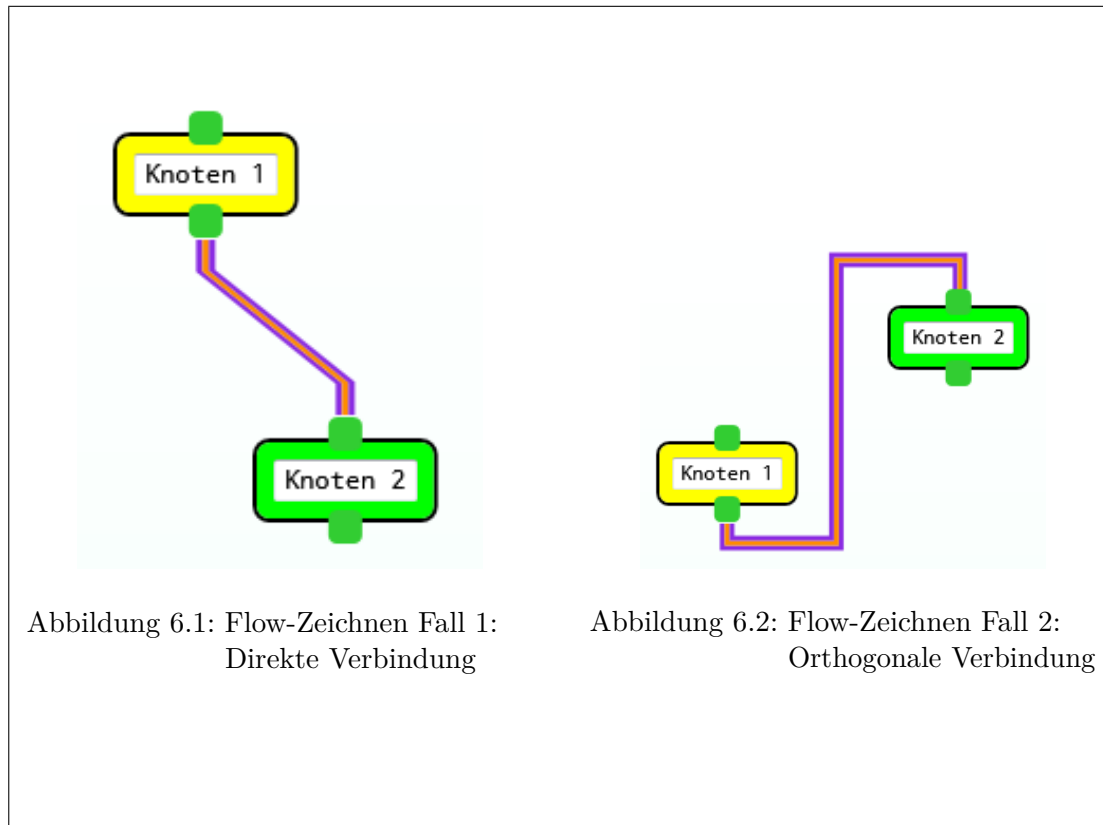 Knoten 1
Knoten 2
Abbildung 6.1: Flow-Zeichnen Fall 1:
Direkte Verbindung
Knoten 2
Knoten 1
Abbildung 6.2: Flow-Zeichnen Fall 2:
Orthogonale Verbindung